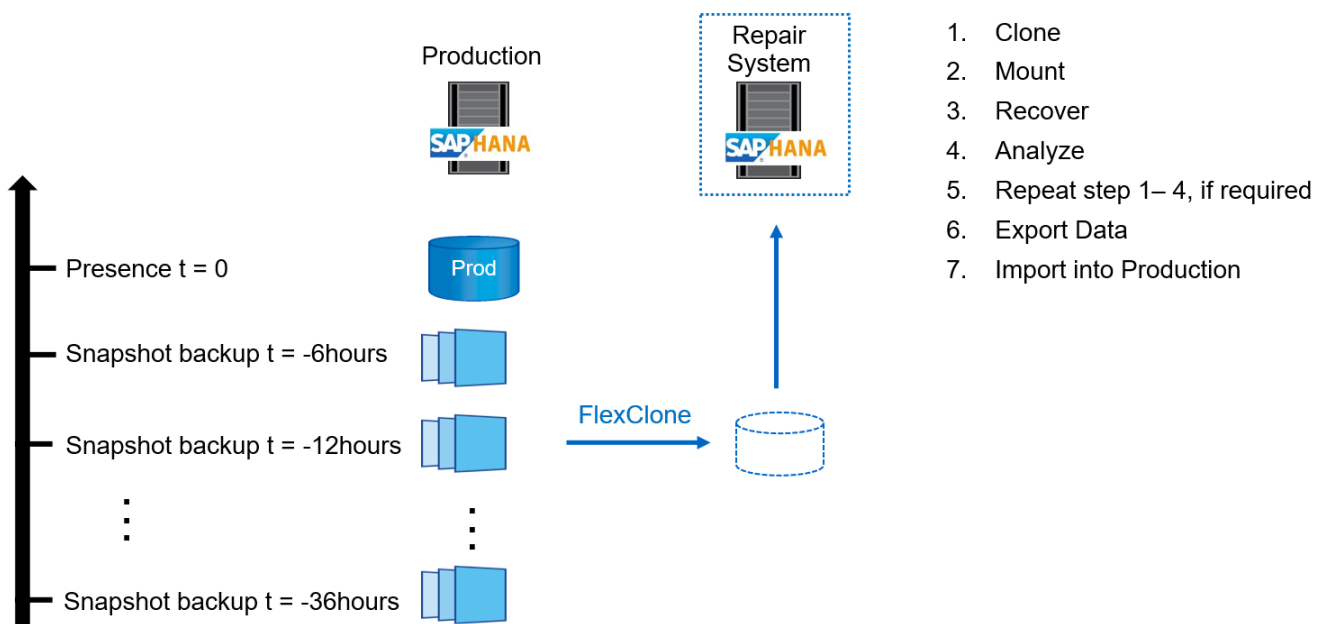 Production
SAP HANA
Repair
System
SAP HANA
1. Clone
2. Mount
3. Recover
4. Analyze
5. Repeat step 1– 4, if required
6. Export Data
7. Import into Production
Presence t = 0
Prod
Snapshot backup t = -6hours
Snapshot backup t = -12hours
FlexClone
Snapshot backup t = -36hours